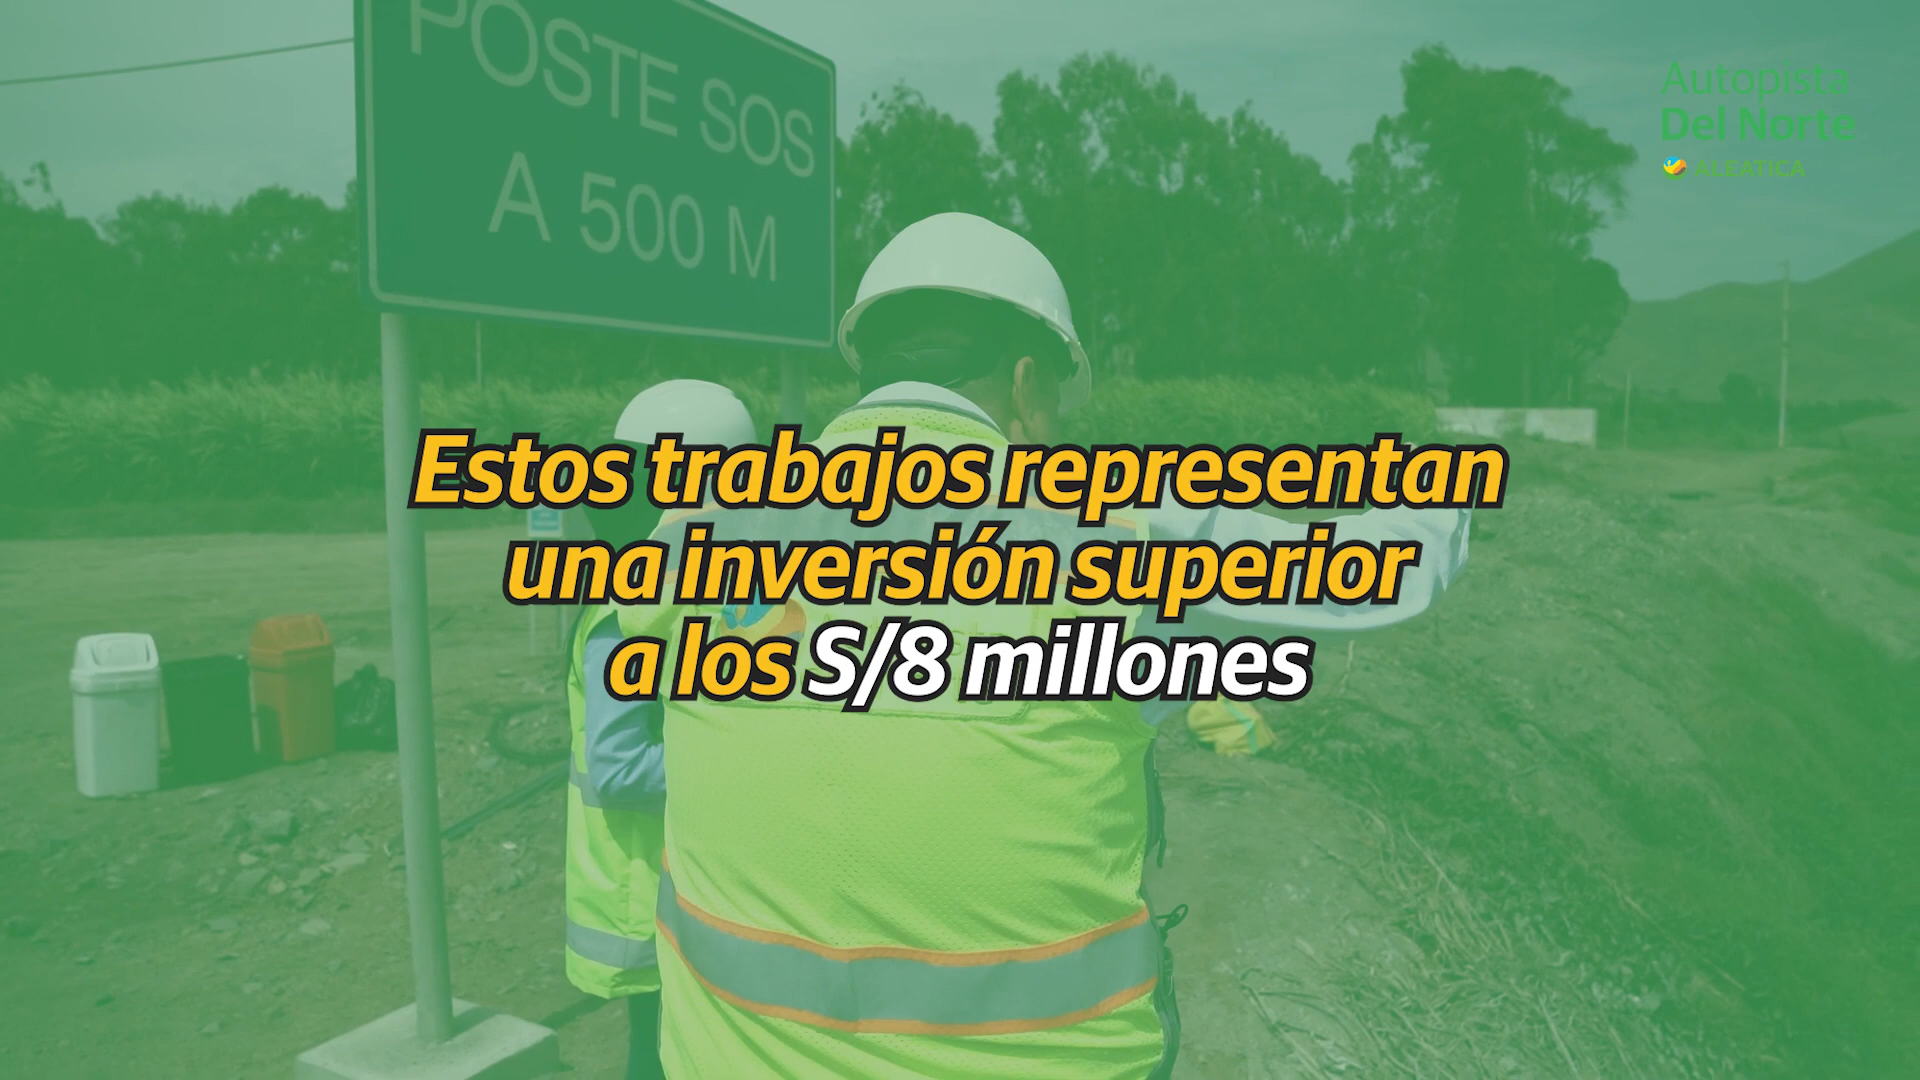 POSTE SOS
A 500 M
Autopista
Del Norte
ALEATICA
Estos trabajos representan
una inversión superior
a los S/8 millones